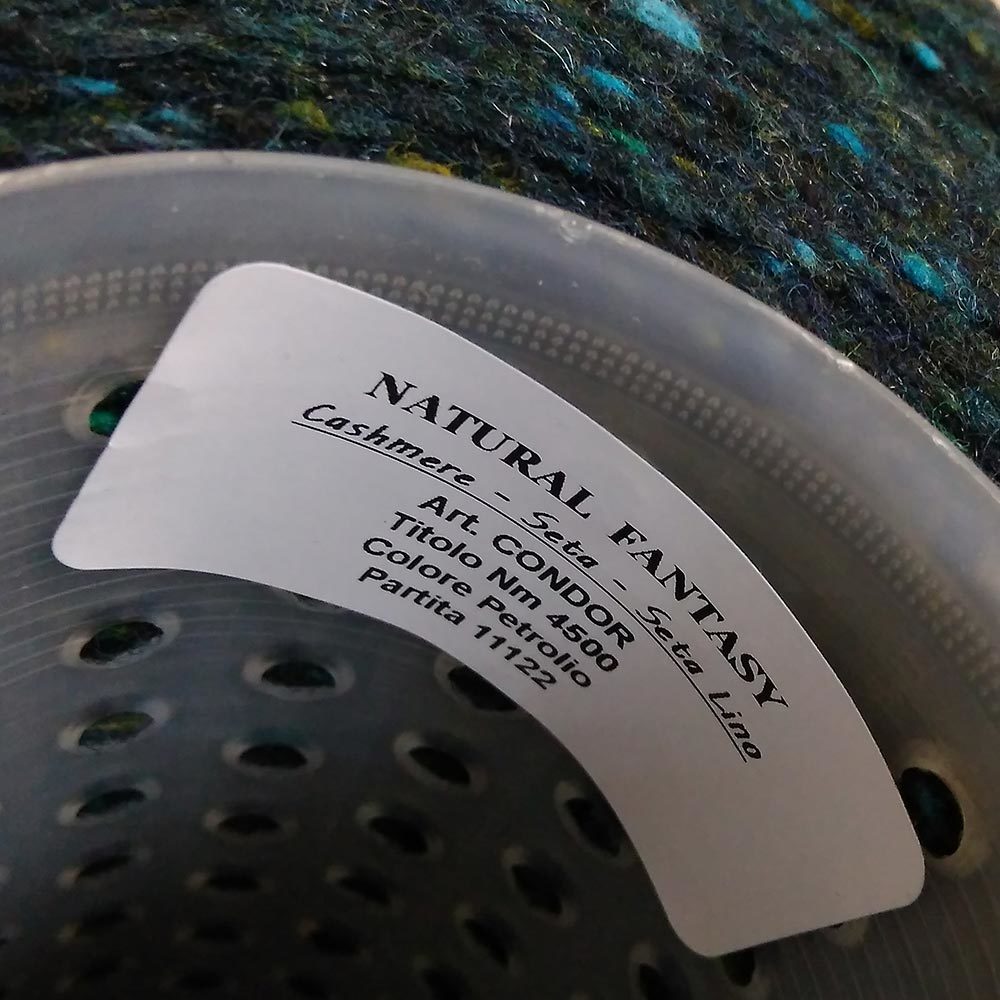 NATURAL FANTASY
Cashmere - Seta - Seta Lino
Art. CONDOR
Titolo Nm 4500
Colore Petrolio
Partita 11122